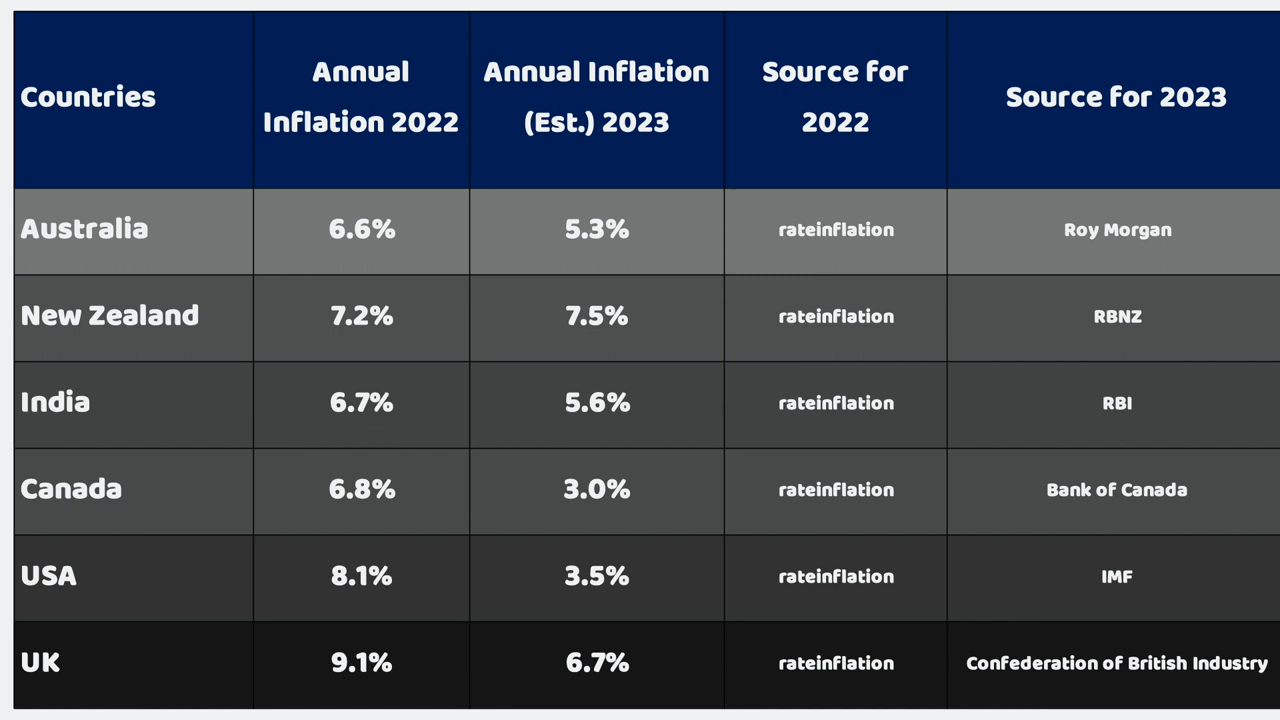 Countries
Annual
Inflation 2022
Annual Inflation
(Est.) 2023
Source for
2022
Source for 2023
Australia 6.6% 5.3% rateinflation Roy Morgan
New Zealand 7.2% 7.5% rateinflation RBNZ
India 6.7% 5.6% rateinflation RBI
Canada 6.8% 3.0% rateinflation Bank of Canada
USA 8.1% 3.5% rateinflation IMF
UK 9.1% 6.7% rateinflation Confederation of British Industry